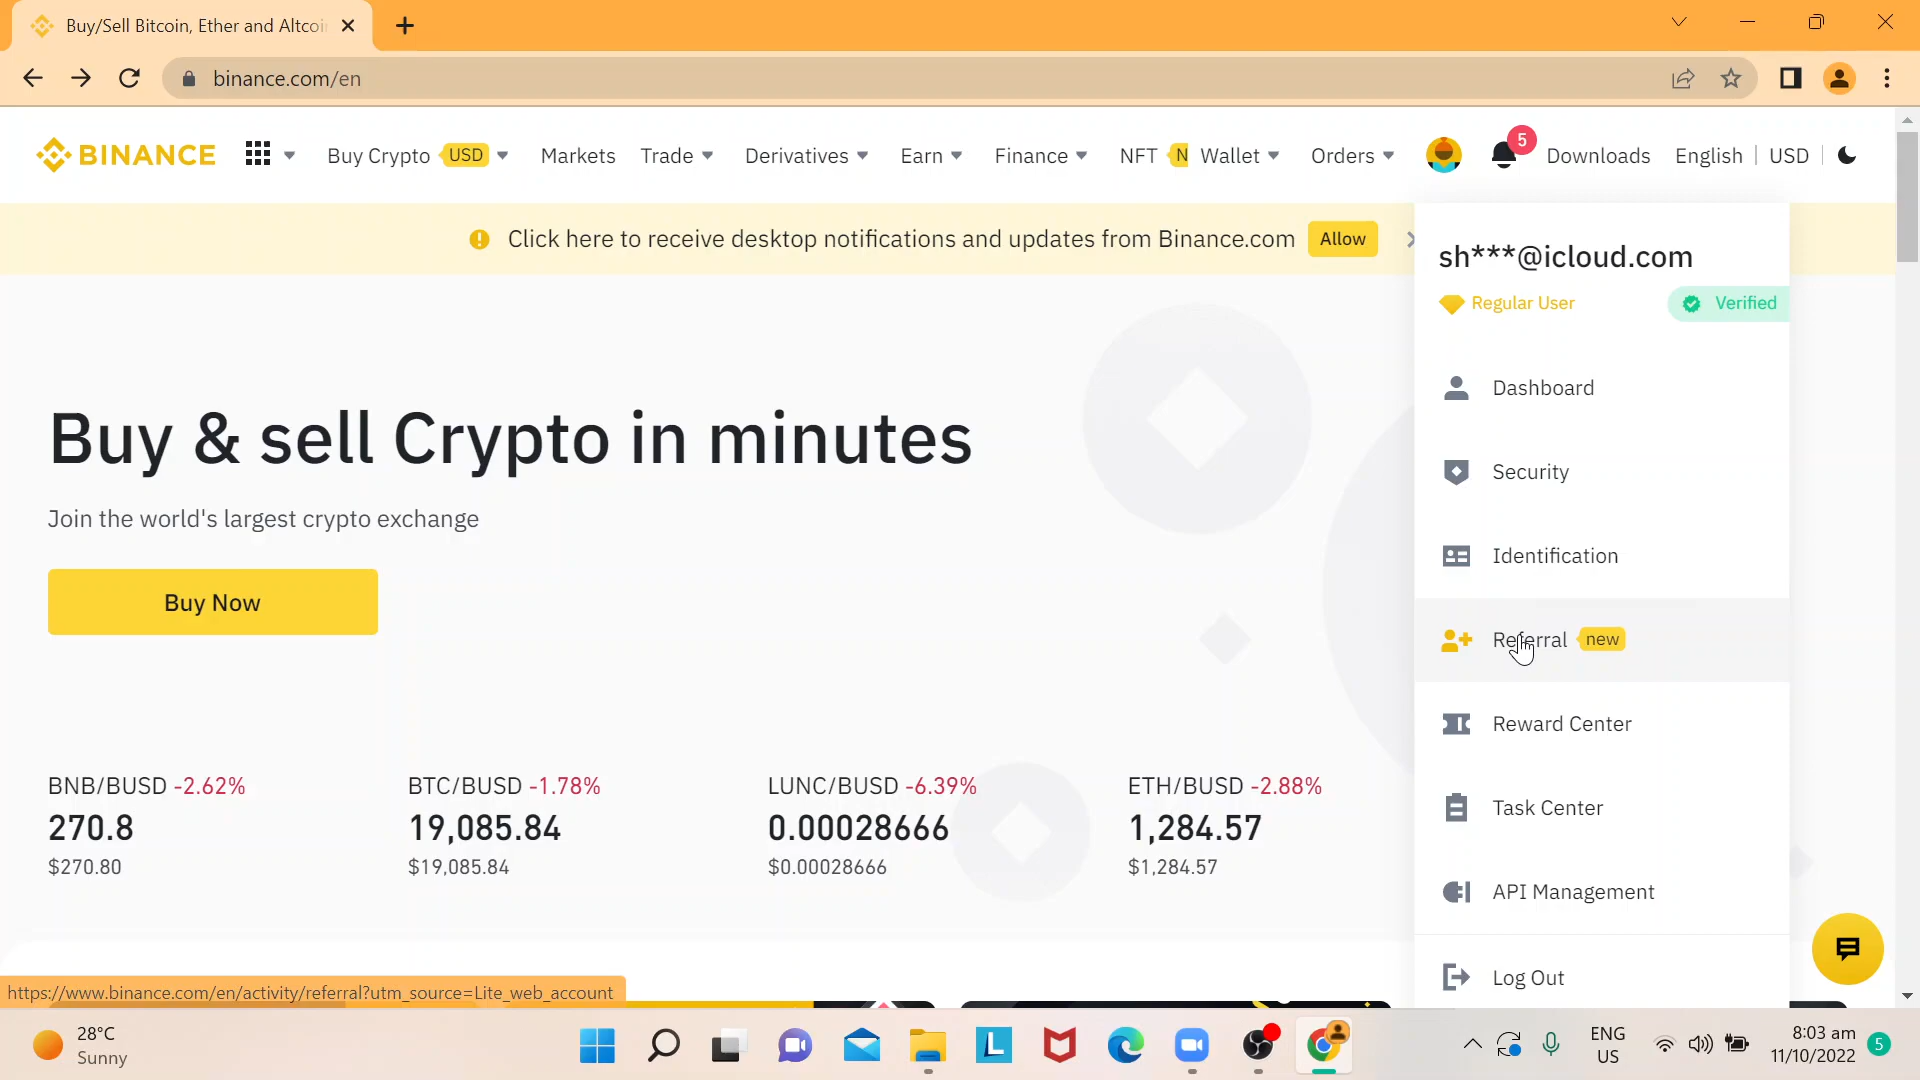 Buy/Sell Bitcoin, Ether and Altcoi
binance.com/en
BINANCE
Buy Crypto USD Markets Trade Derivatives Earn Finance NFT N Wallet Orders 5 Downloads English USD
Click here to receive desktop notifications and updates from Binance.com Allow
sh***@icloud.com
Regular User Verified
Dashboard
Security
Identification
Referral new
Reward Center
Task Center
API Management
Log Out
Buy & sell Crypto in minutes
Join the world's largest crypto exchange
Buy Now
BNB/BUSD -2.62%
270.8
$270.80
BTC/BUSD -1.78%
19,085.84
$19,085.84
LUNC/BUSD -6.39%
0.00028666
$0.00028666
ETH/BUSD -2.88%
1,284.57
$1,284.57
https://www.binance.com/en/activity/referral?utm_source=Lite_web_account
28°C
Sunny
L
ENG
US
8:03 am
11/10/2022
5